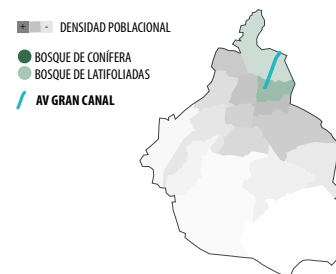 + - DENSIDAD POBLACIONAL
BOSQUE DE CONÍFERA
BOSQUE DE LATIFOLIADAS
AV GRAN CANAL